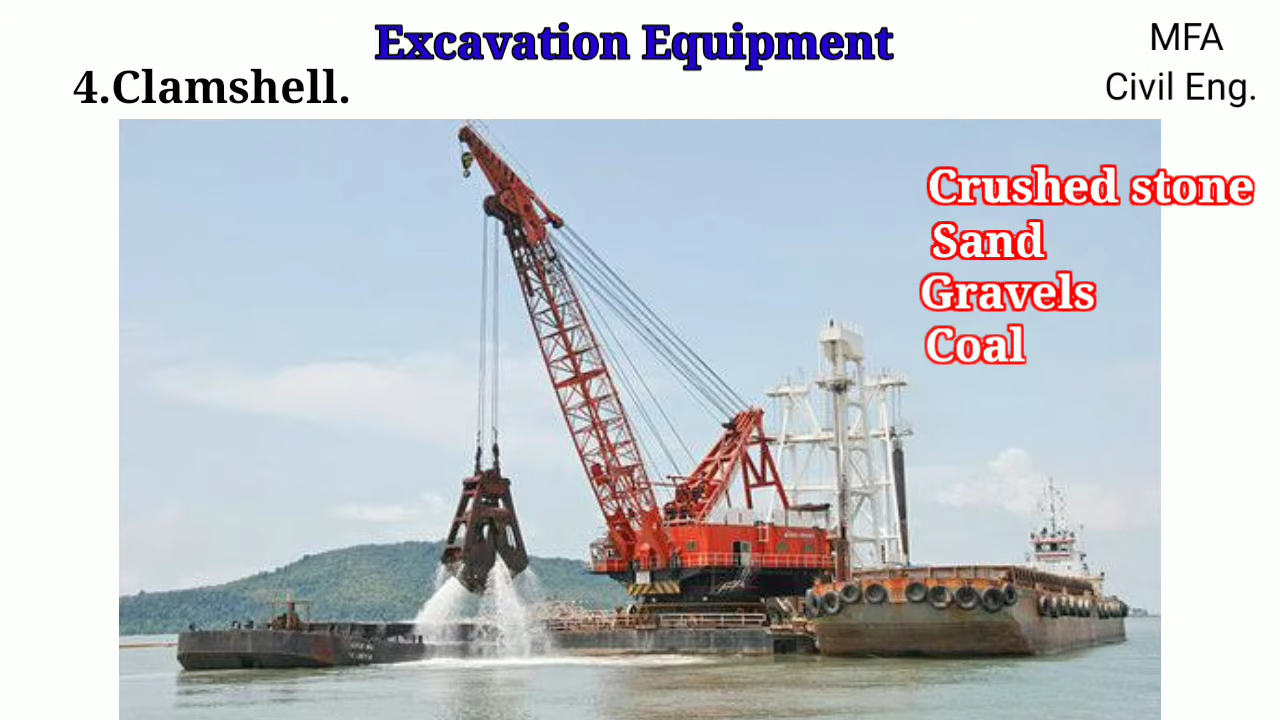 Excavation Equipment
MFA
Civil Eng.
4.Clamshell.
Crushed stone
Sand
Gravels
Coal